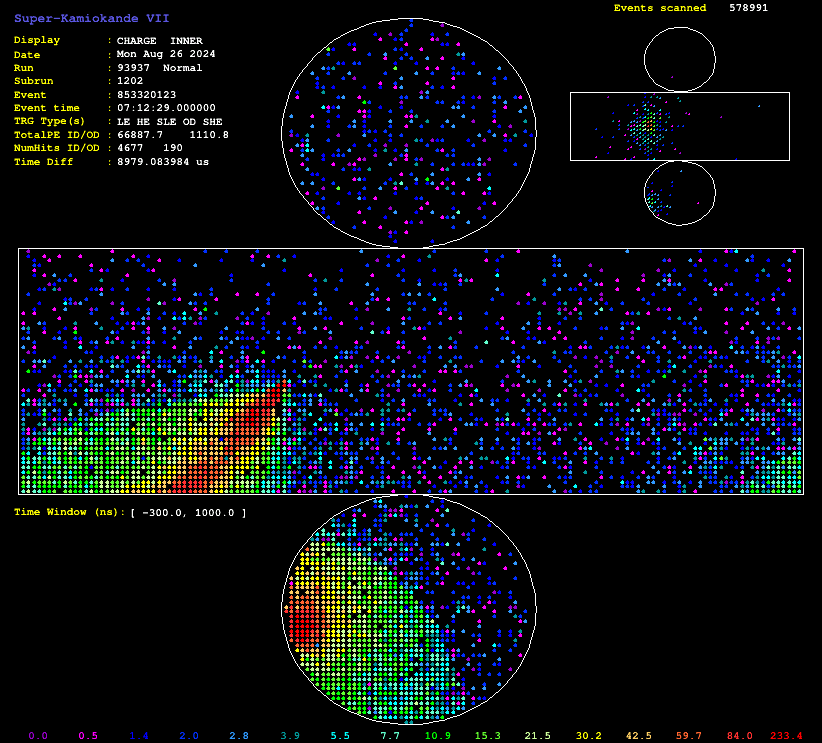 Super-Kamiokande VII
Events scanned 578991
Display : CHARGE INNER
Date : Mon Aug 26 2024
Run : 93937 Normal
Subrun : 1202
Event : 853320123
Event time : 07:12:29.000000
TRG Type(s) : LE HE SLE OD SHE
TotalPE ID/OD : 66887.7 1110.8
NumHits ID/OD : 4677 190
Time Diff : 8979.083984 us
Time Window (ns): [ -300.0, 1000.0 ]
0.0 0.5 1.4 2.0 2.8 3.9 5.5 7.7 10.9 15.3 21.5 30.2 42.5 59.7 84.0 233.4